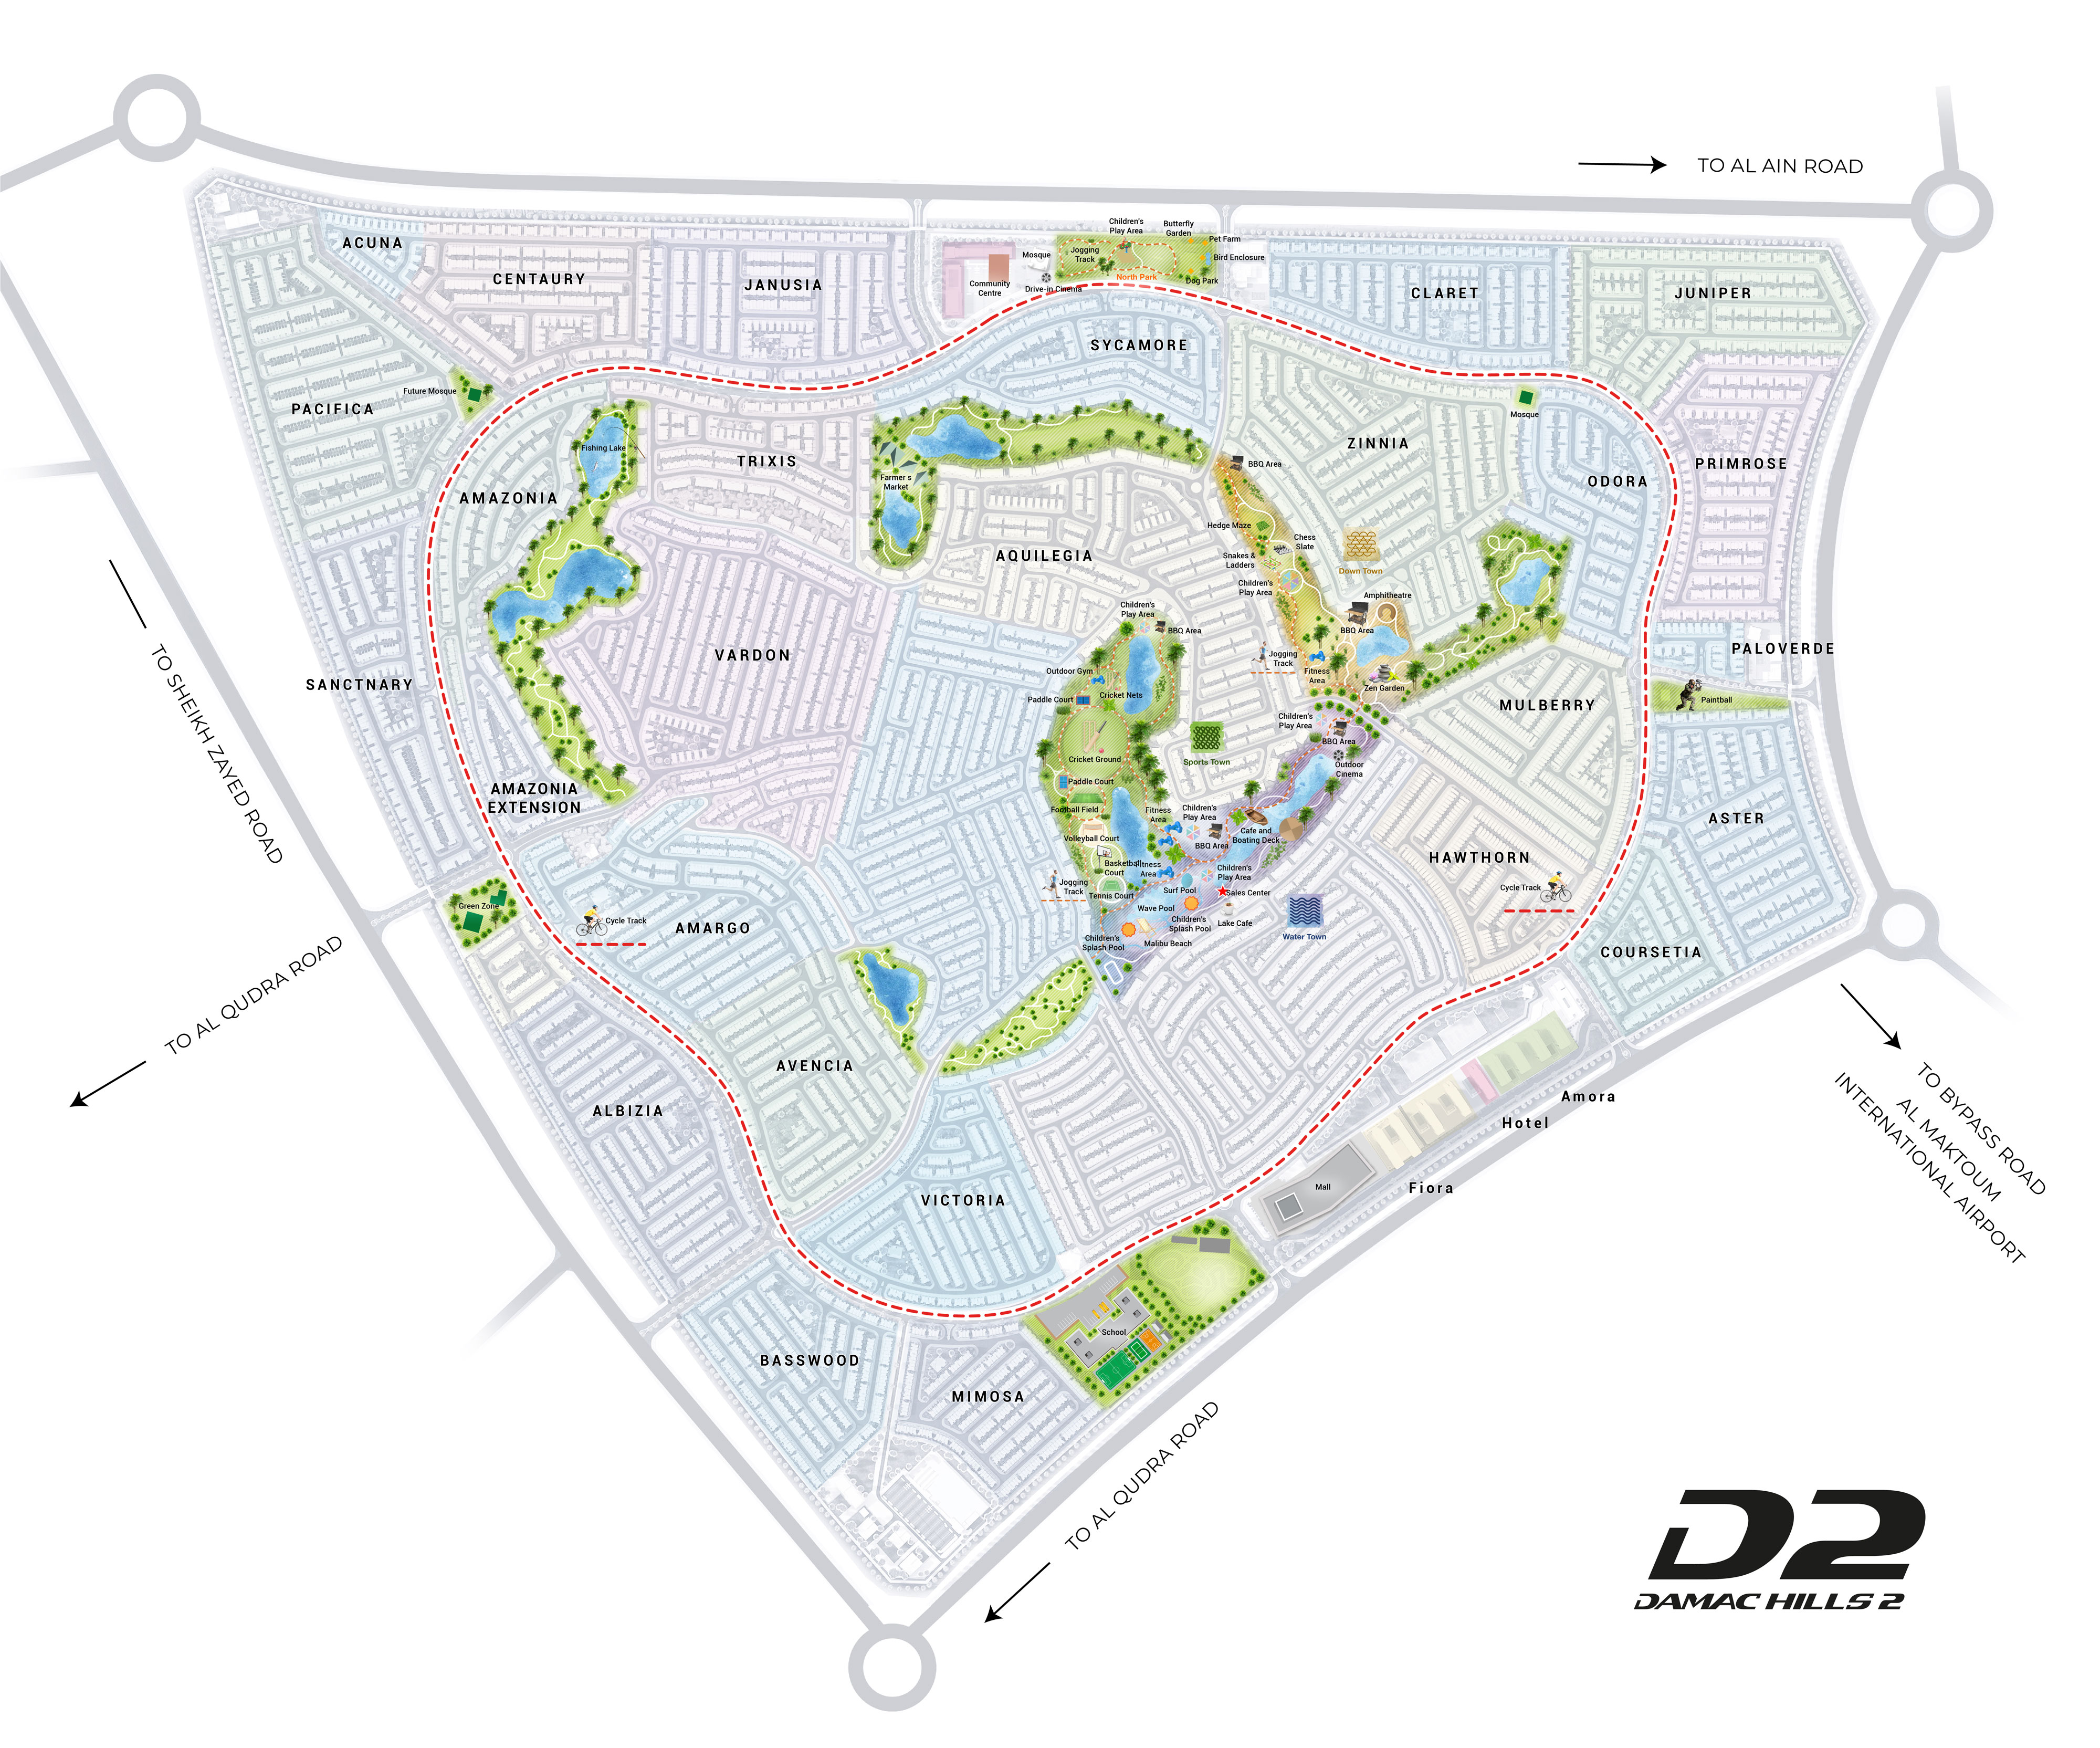 TO AL AIN ROAD
Children's
Play Area
Butterfly
Garden
Pet Farm
Bird Enclosure
Dog Park
Jogging
Track
North Park
Mosque
Drive-in Cinema
Community
Centre
ACUNA
CENTAURY
JANUSIA
CLARET
JUNIPER
SYCAMORE
Future Mosque
PACIFICA
Mosque
Fishing Lake
TRIXIS
ZINNIA
AMAZONIA
Farmer's
Market
BBQ Area
ODORA
PRIMROSE
Hedge Maze
Chess
Slate
Snakes &
Ladders
AQUILEGIA
Children's
Play Area
Down Town
Amphitheatre
BBQ Area
Children's
Play Area
BBQ Area
Jogging
Track
Fitness
Area
Zen Garden
VARDON
Outdoor Gym
Cricket Nets
Paddle Court
PALOVERDE
SANCTNARY
MULBERRY
Paintball
Children's
Play Area
BBQ Area
Outdoor
Cinema
Cricket Ground
Sports Town
TO SHEIKH ZAYED ROAD
AMAZONIA
EXTENSION
Paddle Court
Football Field
Fitness
Area
Children's
Play Area
Volleyball Court
BBQ Area
Cafe and
Boating Deck
ASTER
HAWTHORN
Basketball
Court
Fitness
Area
Children's
Play Area
Jogging
Track
Tennis Court
Surf Pool
Sales Center
Cycle Track
Green Zone
Cycle Track
AMARGO
Wave Pool
Children's
Splash Pool
Lake Cafe
Water Town
Children's
Splash Pool
Malibu Beach
COURSETIA
TO AL QUDRA ROAD
AVENCIA
ALBIZIA
Amora
Hotel
TO BYPASS ROAD
AL MAKTOUM
INTERNATIONAL AIRPORT
VICTORIA
Mall
Fiora
School
BASSWOOD
MIMOSA
TO AL QUDRA ROAD
D2
DAMAC HILLS 2